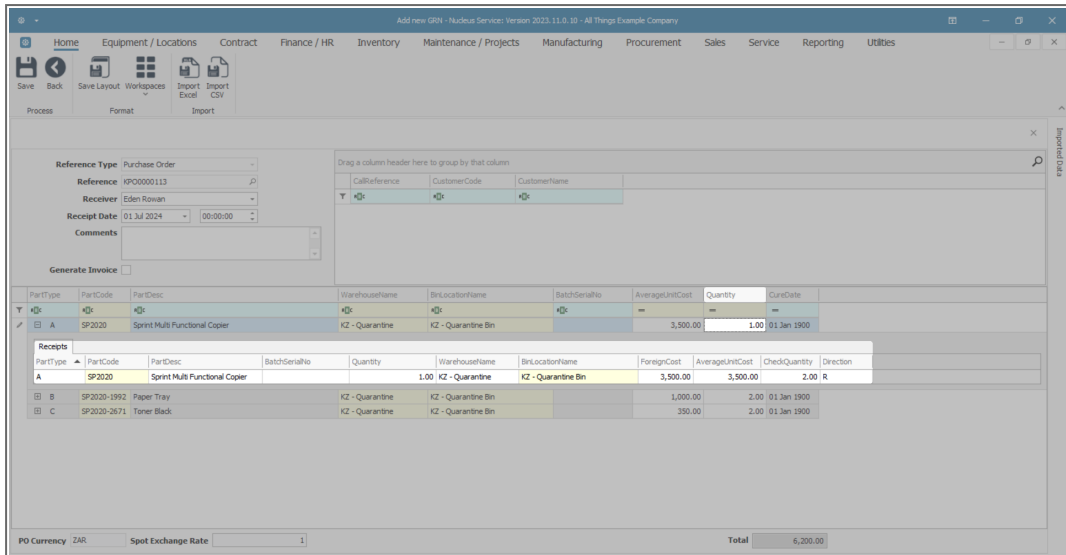 Add new GRN - Nucleus Service: Version 2023.11.0.10 - All Things Example Company
Home Equipment / Locations Contract Finance / HR Inventory Maintenance / Projects Manufacturing Procurement Sales Service Reporting Utilities
Save Back Save Layout Workspaces Import Excel Import CSV
Process Format Import
Imported Data
Reference Type Purchase Order
Reference KPO0000113
Receiver Eden Rowan
Receipt Date 01 Jul 2024 00:00:00
Comments
Generate Invoice
Drag a column header here to group by that column
CallReference CustomerCode CustomerName
PartType PartCode PartDesc WarehouseName BinLocationName BatchSerialNo AverageUnitCost Quantity CureDate
A SP2020 Sprint Multi Functional Copier KZ - Quarantine KZ - Quarantine Bin 3,500.00 1.00 01 Jan 1900
Receipts
PartType PartCode PartDesc BatchSerialNo Quantity WarehouseName BinLocationName ForeignCost AverageUnitCost CheckQuantity Direction
A SP2020 Sprint Multi Functional Copier 1.00 KZ - Quarantine KZ - Quarantine Bin 3,500.00 3,500.00 2.00 R
B SP2020-1992 Paper Tray KZ - Quarantine KZ - Quarantine Bin 1,000.00 2.00 01 Jan 1900
C SP2020-2671 Toner Black KZ - Quarantine KZ - Quarantine Bin 350.00 2.00 01 Jan 1900
PO Currency ZAR Spot Exchange Rate 1 Total 6,200.00